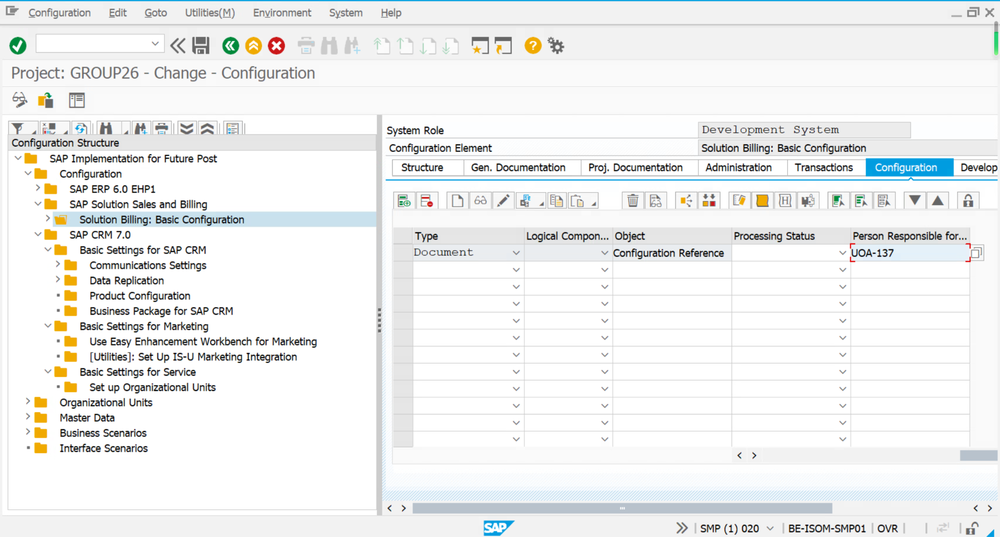 Configuration Edit Goto Utilities(M) Environment System Help
Project: GROUP26 - Change - Configuration
Configuration Structure
SAP Implementation for Future Post
Configuration
SAP ERP 6.0 EHP1
SAP Solution Sales and Billing
Solution Billing: Basic Configuration
SAP CRM 7.0
Basic Settings for SAP CRM
Communications Settings
Data Replication
Product Configuration
Business Package for SAP CRM
Basic Settings for Marketing
Use Easy Enhancement Workbench for Marketing
[Utilities]: Set Up IS-U Marketing Integration
Basic Settings for Service
Set up Organizational Units
Organizational Units
Master Data
Business Scenarios
Interface Scenarios
System Role Development System
Configuration Element Solution Billing: Basic Configuration
Structure Gen. Documentation Proj. Documentation Administration Transactions Configuration Develop
Type Logical Compon... Object Processing Status Person Responsible for...
Document Configuration Reference UOA-137
SAP SMP (1) 020 BE-ISOM-SMP01 OVR